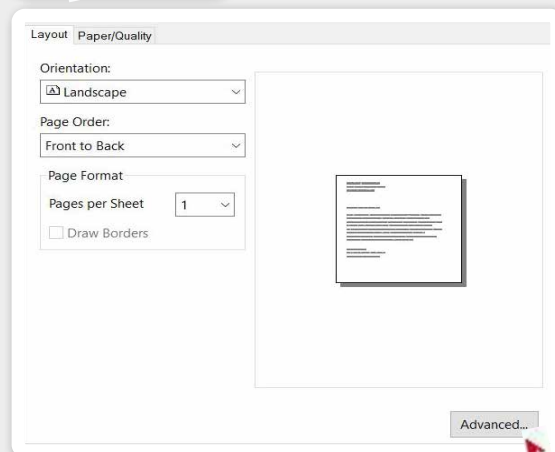 Layout Paper/Quality
Orientation:
Landscape
Page Order:
Front to Back
Page Format
Pages per Sheet 1
Draw Borders
Advanced...